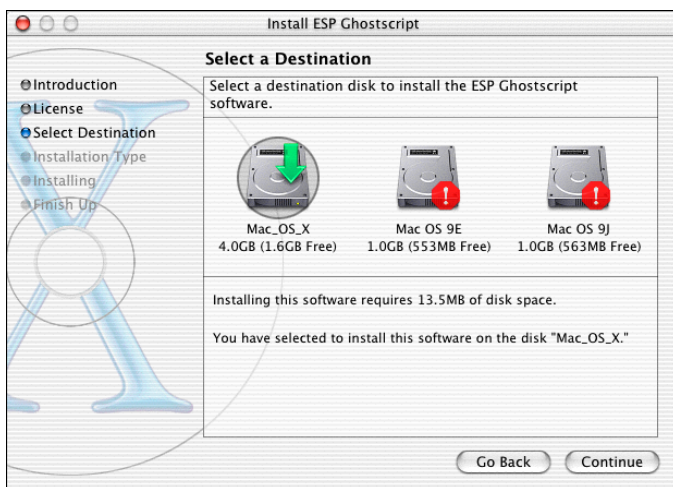 Install ESP Ghostscript
Select a Destination
Introduction
License
Select Destination
Installation Type
Installing
Finish Up
Select a destination disk to install the ESP Ghostscript
software.
Mac_OS_X
4.0GB (1.6GB Free)
Mac OS 9E
1.0GB (553MB Free)
Mac OS 9J
1.0GB (563MB Free)
Installing this software requires 13.5MB of disk space.
You have selected to install this software on the disk "Mac_OS_X."
Go Back
Continue